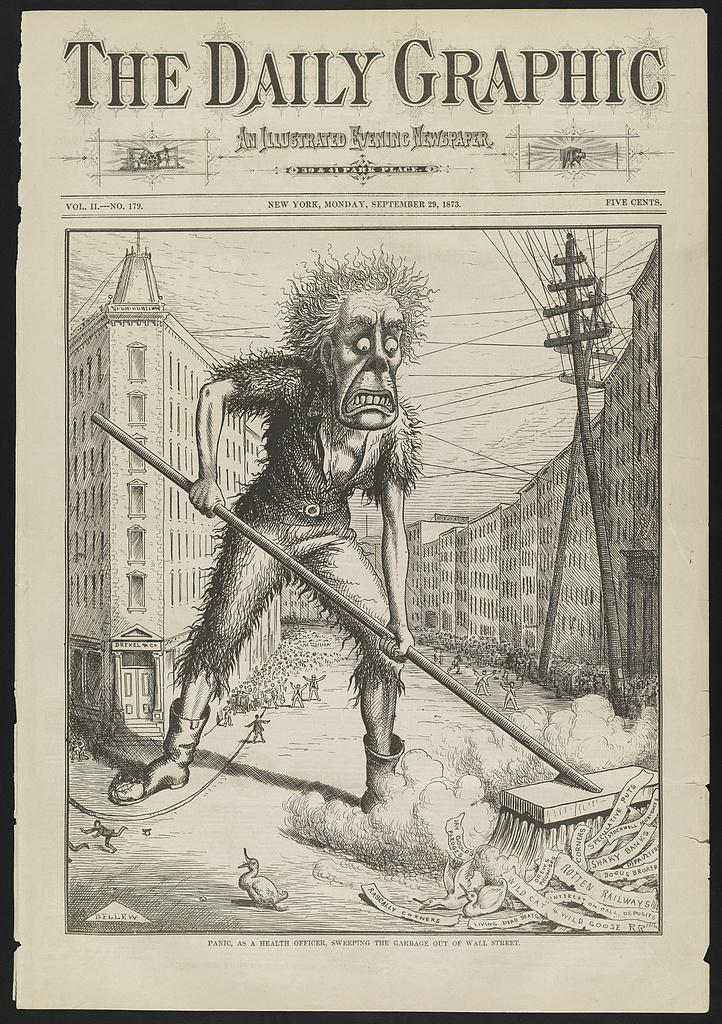 THE DAILY GRAPHIC
AN ILLUSTRATED EVENING NEWSPAPER.
39 & 41 PARK PLACE.
VOL. II.—NO. 179.
NEW YORK, MONDAY, SEPTEMBER 29, 1873.
FIVE CENTS.
DREXEL & CO
SPECULATIVE PUTS
CORNERS
SHAKY BANKS
BOGUS BROKER
ROTTEN RAILWAYS
INTEREST ON CALL DEPOSITS
WILD CAT & WILD GOOSE RR
RASCALLY CORNERS
LIVING DEAD BEATS
BELLEW
PANIC, AS A HEALTH OFFICER, SWEEPING THE GARBAGE OUT OF WALL STREET.